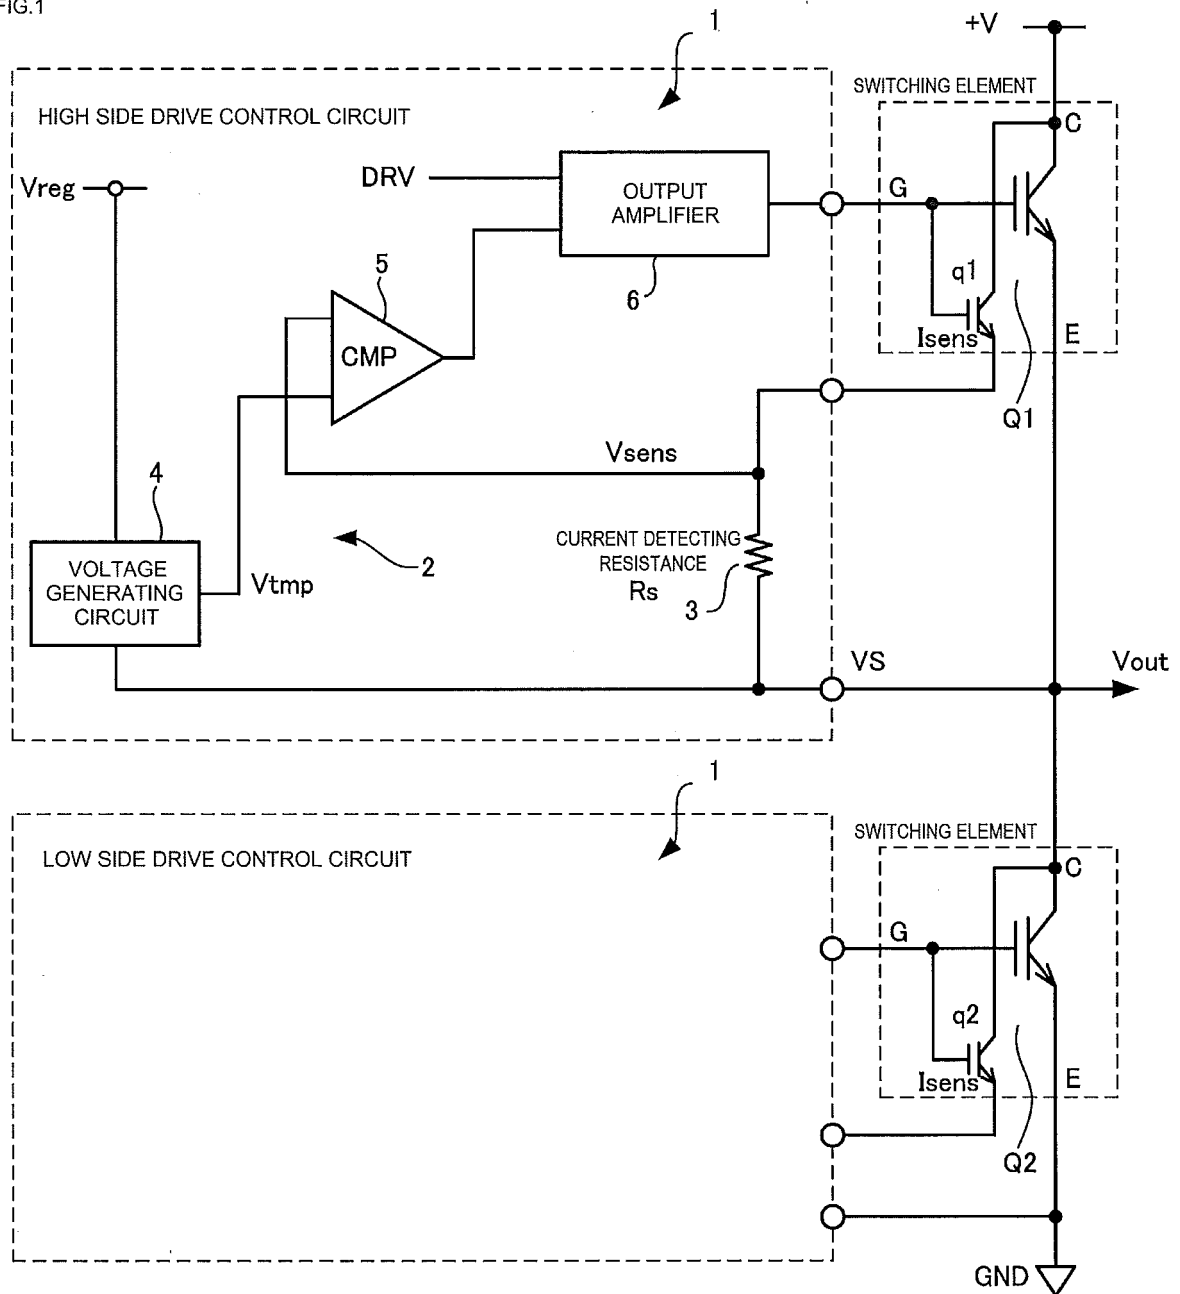 FIG.1
1
+V
SWITCHING ELEMENT
HIGH SIDE DRIVE CONTROL CIRCUIT
C
Vreg
DRV
OUTPUT
AMPLIFIER
G
5
6
q1
CMP
Isens
E
Q1
Vsens
4
CURRENT DETECTING
RESISTANCE
Rs
3
2
VOLTAGE
GENERATING
CIRCUIT
Vtmp
VS
Vout
1
SWITCHING ELEMENT
LOW SIDE DRIVE CONTROL CIRCUIT
C
G
q2
Isens
E
Q2
GND